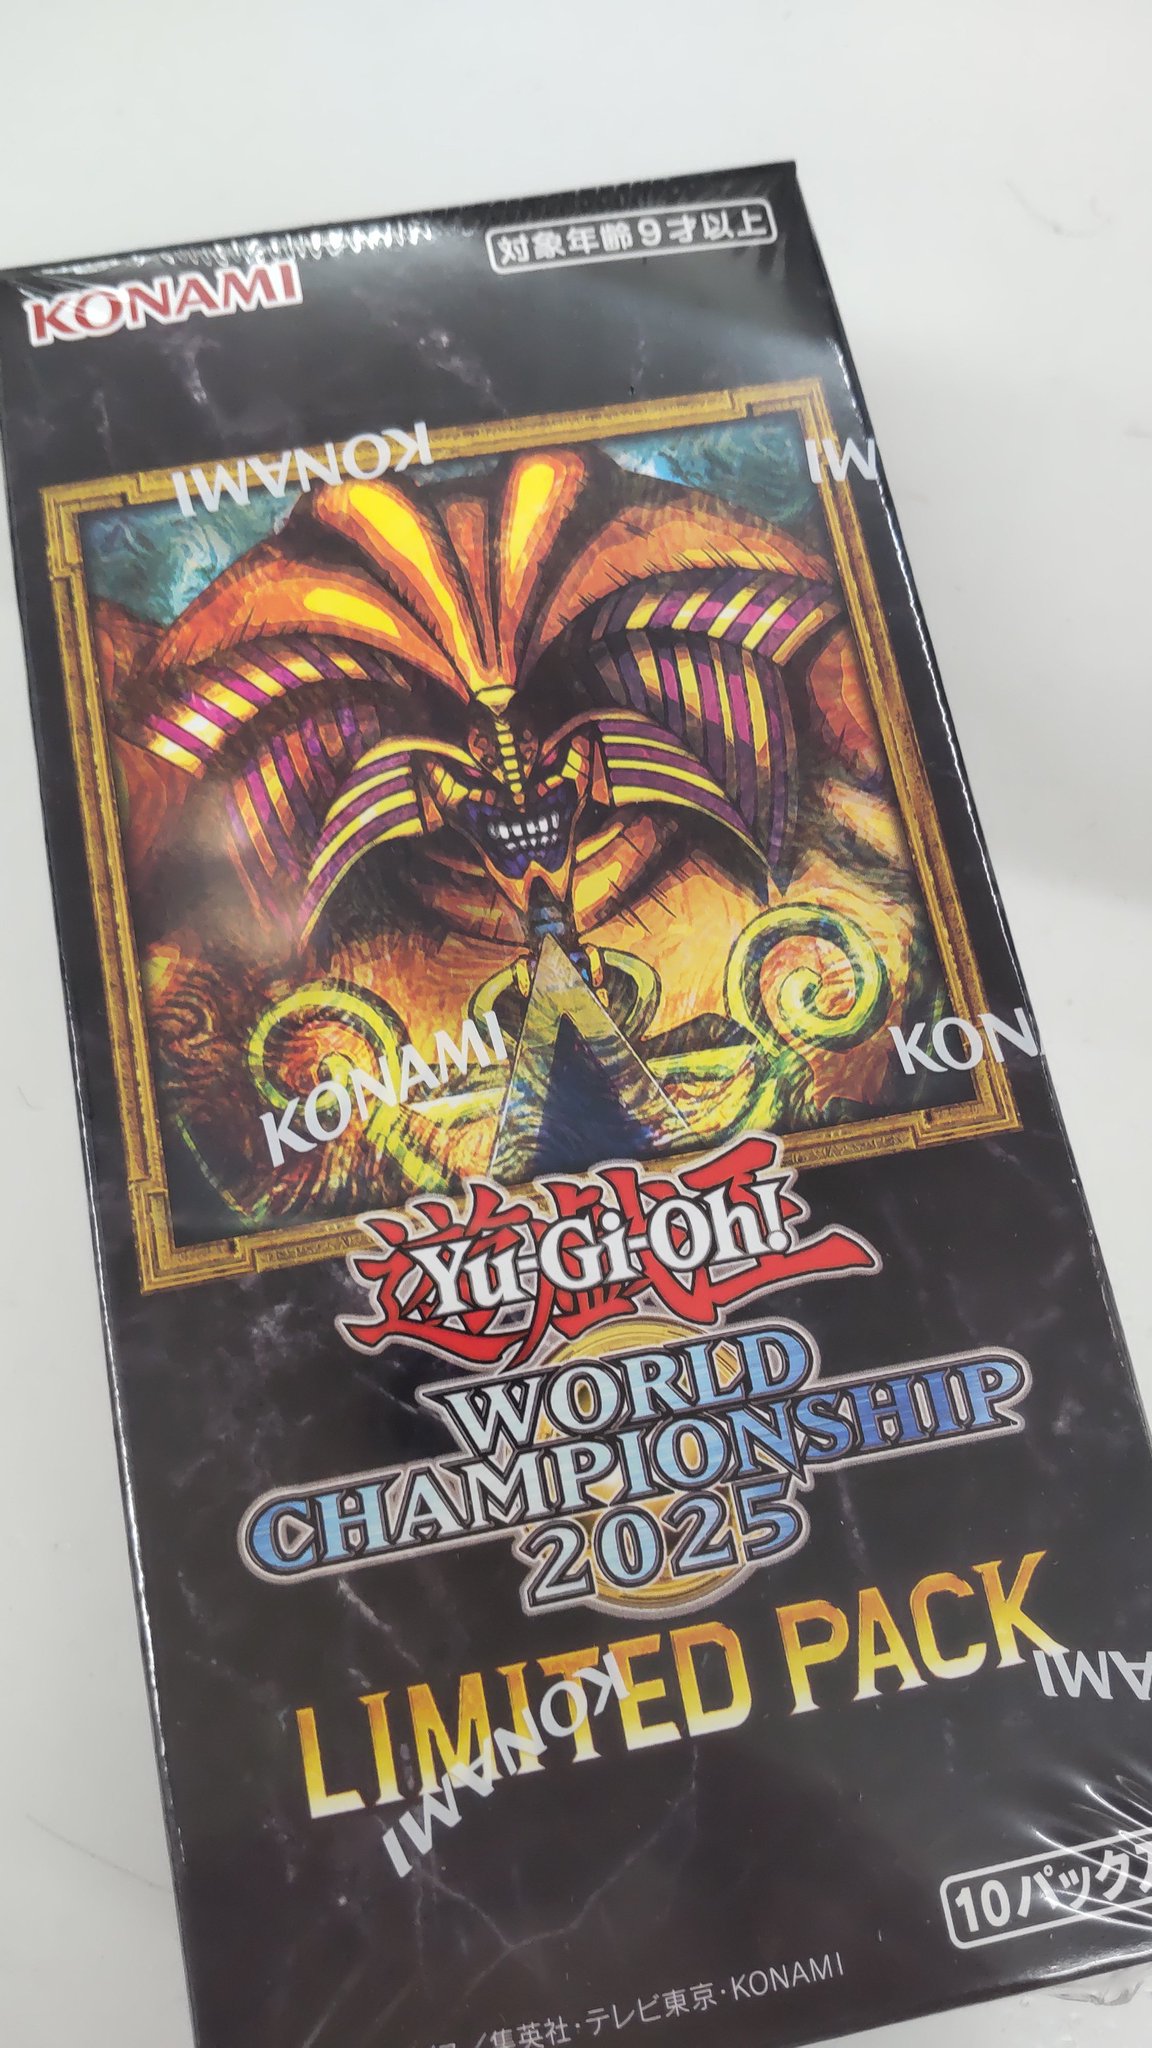 対象年齢9才以上
KONAMI
KONAMI
MI
KONAMI
KON
遊戯王
Yu-Gi-Oh!
WORLD
CHAMPIONSHIP
2025
LIMITED PACK
KONAMI
AMI
10パック
／集英社・テレビ東京・KONAMI